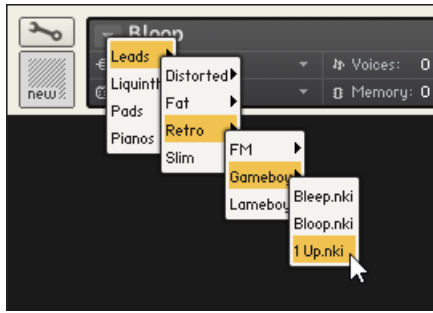 Bloop
new
Leads
Liquinth
Pads
Pianos
Distorted
Fat
Retro
Slim
FM
Gameboy
Lameboy
Bleep.nki
Bloop.nki
1 Up.nki
Voices: 0
Memory: 0